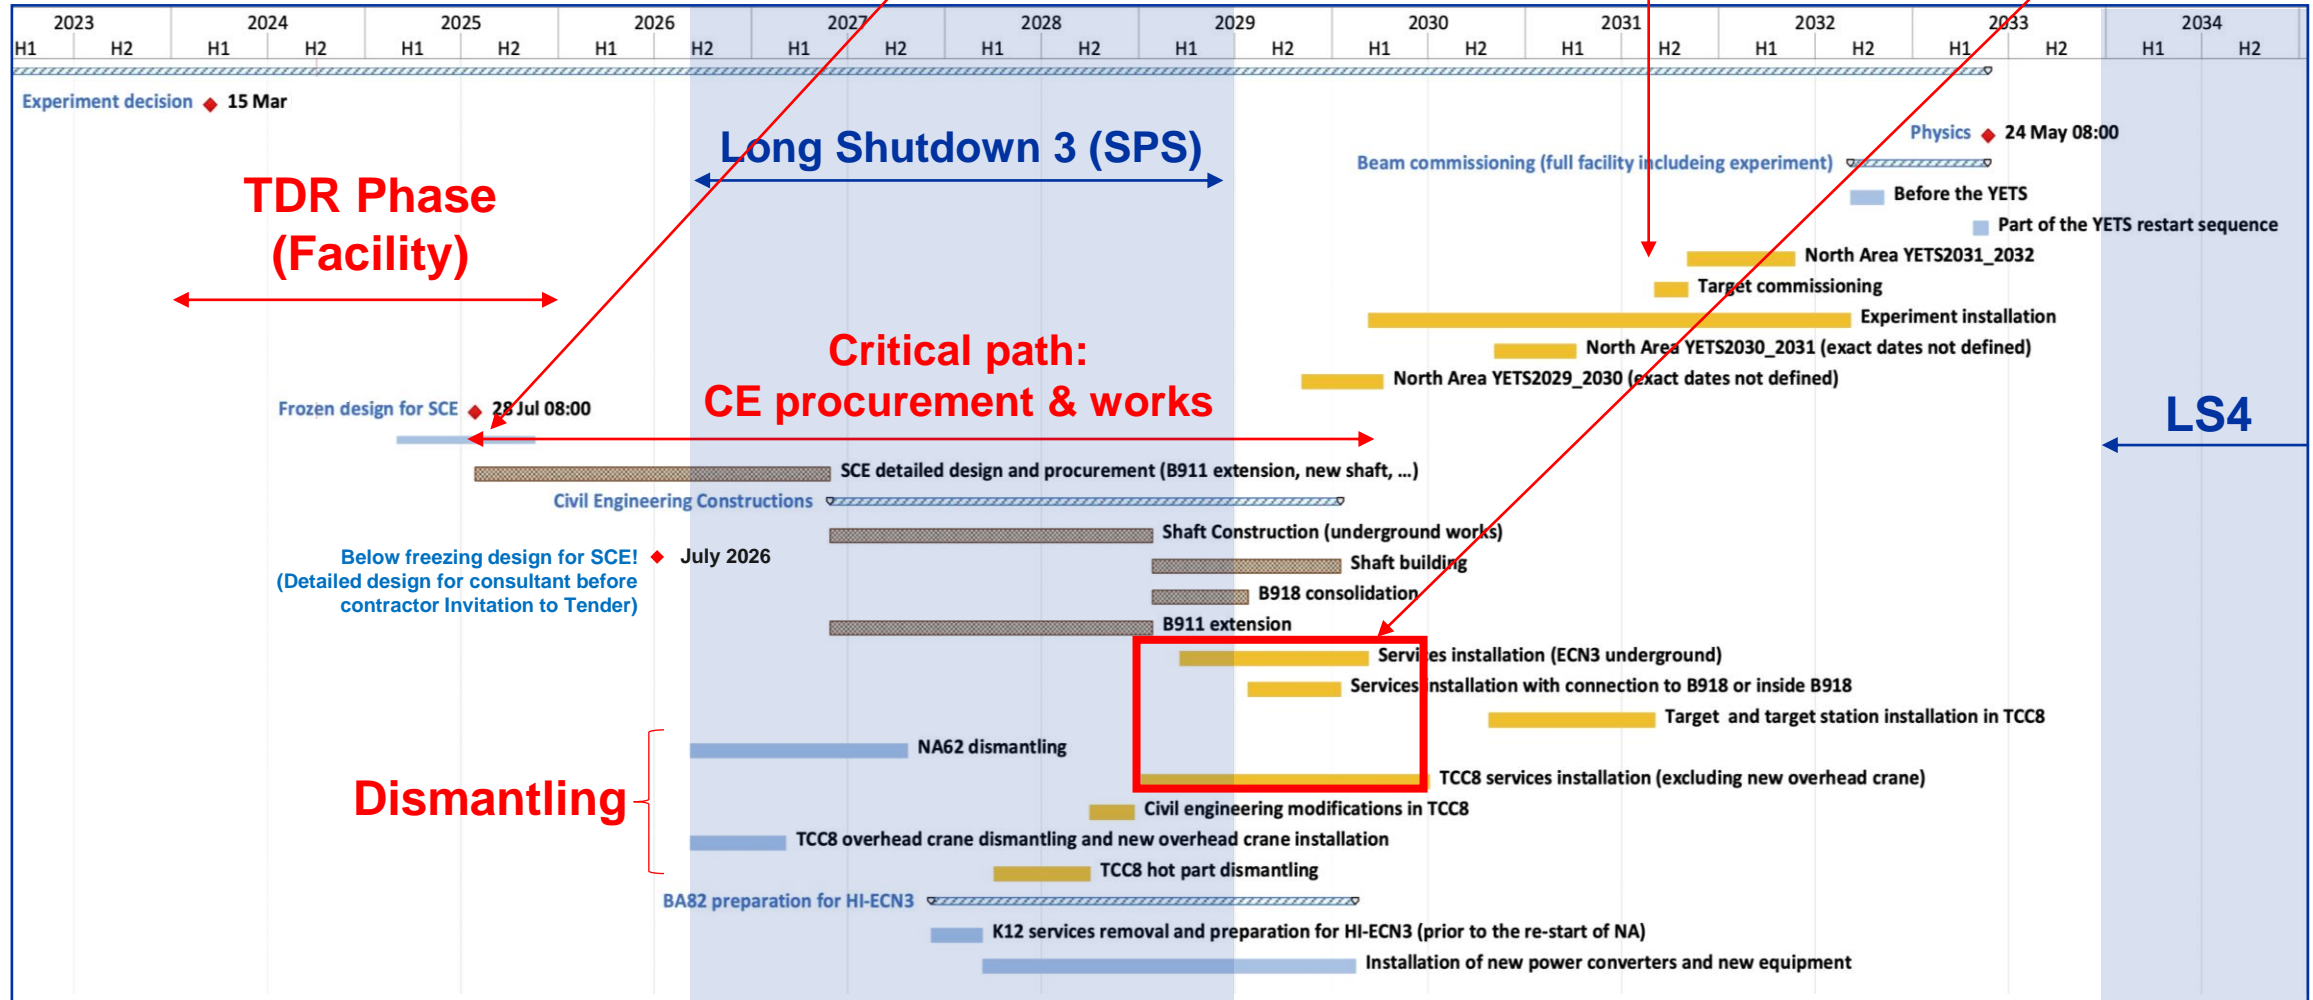 2023 2024 2025 2026 2027 2028 2029 2030 2031 2032 2033 2034
H1 H2 H1 H2 H1 H2 H1 H2 H1 H2 H1 H2 H1 H2 H1 H2 H1 H2 H1 H2 H1 H2 H1 H2
Experiment decision 15 Mar
Physics 24 May 08:00
Long Shutdown 3 (SPS)
Beam commissioning (full facility includeing experiment)
TDR Phase
(Facility)
Before the YETS
Part of the YETS restart sequence
North Area YETS2031_2032
Target commissioning
Experiment installation
Critical path:
CE procurement & works
North Area YETS2030_2031 (exact dates not defined)
North Area YETS2029_2030 (exact dates not defined)
Frozen design for SCE 28 Jul 08:00
LS4
SCE detailed design and procurement (B911 extension, new shaft, ...)
Civil Engineering Constructions
Shaft Construction (underground works)
Below freezing design for SCE! July 2026
(Detailed design for consultant before
contractor Invitation to Tender)
Shaft building
B918 consolidation
B911 extension
Services installation (ECN3 underground)
Services installation with connection to B918 or inside B918
Target and target station installation in TCC8
NA62 dismantling
TCC8 services installation (excluding new overhead crane)
Dismantling
Civil engineering modifications in TCC8
TCC8 overhead crane dismantling and new overhead crane installation
TCC8 hot part dismantling
BA82 preparation for HI-ECN3
K12 services removal and preparation for HI-ECN3 (prior to the re-start of NA)
Installation of new power converters and new equipment